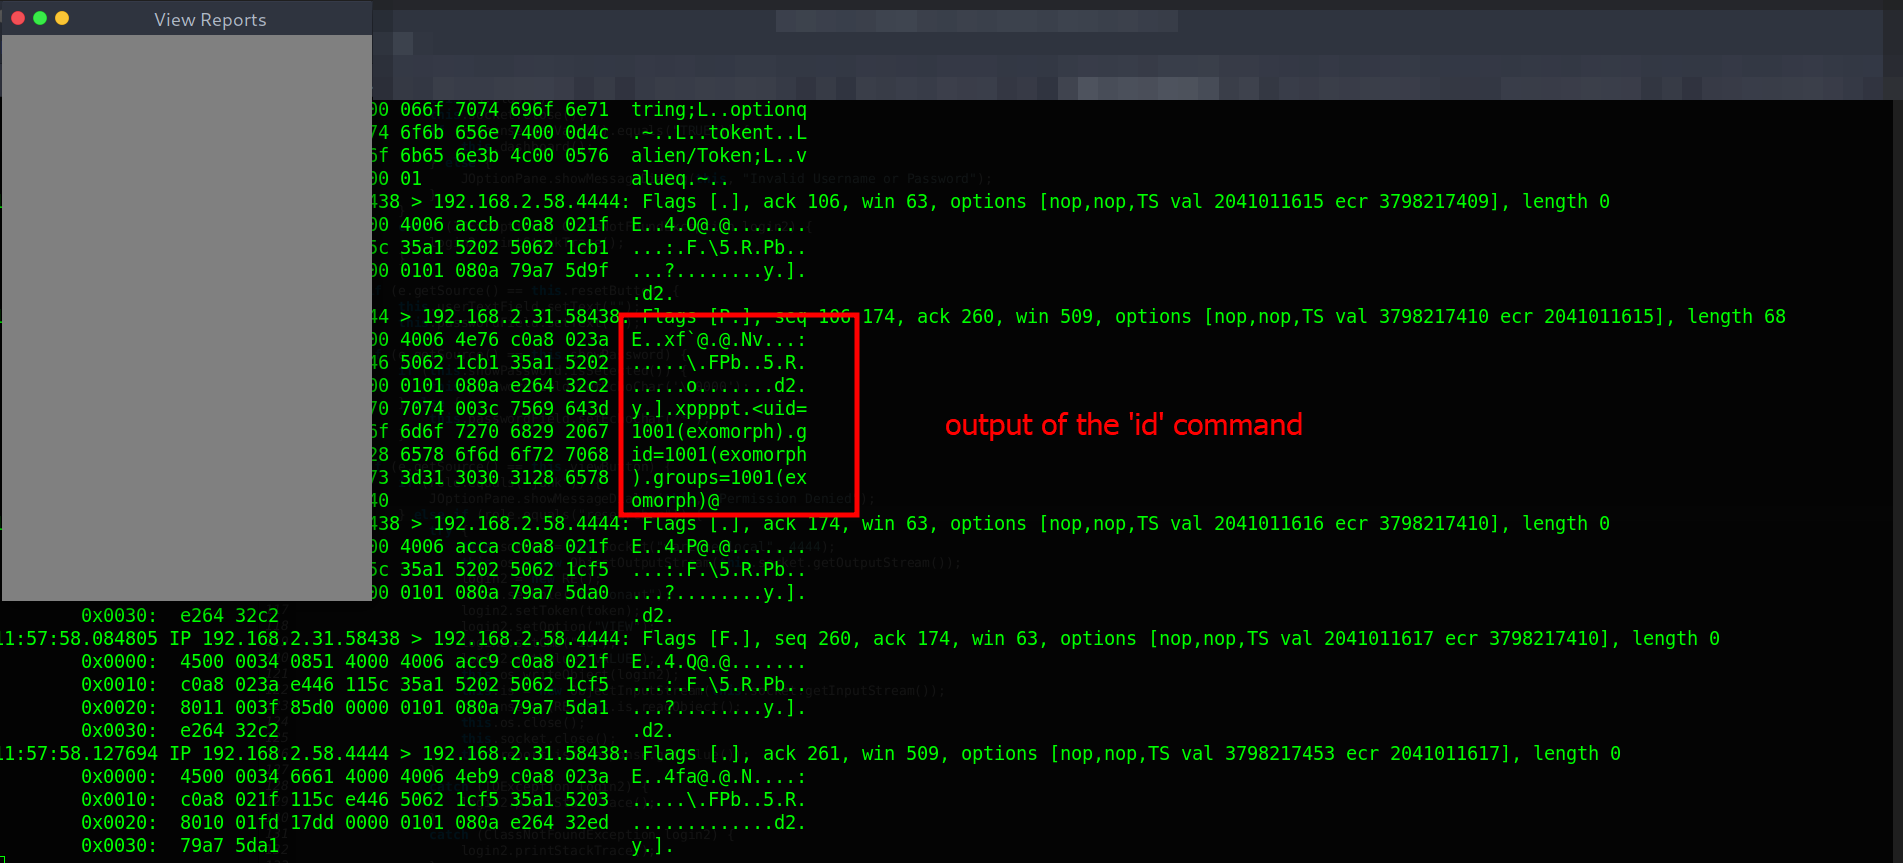 View Reports
00 066f 7074 696f 6e71  tring;L..optionq
74 6f6b 656e 7400 0d4c  .~..L..tokent..L
6f 6b65 6e3b 4c00 0576  alien/Token;L..v
00 01  alueq.~..
438 > 192.168.2.58.4444: Flags [.], ack 106, win 63, options [nop,nop,TS val 2041011615 ecr 3798217409], length 0
00 4006 accb c0a8 021f  E..4.O@.@.......
5c 35a1 5202 5062 1cb1  ...:.F.\5.R.Pb..
00 0101 080a 79a7 5d9f  ...?........y.].
.d2.
44 > 192.168.2.31.58438: Flags [P.], seq 106:174, ack 260, win 509, options [nop,nop,TS val 3798217410 ecr 2041011615], length 68
00 4006 4e76 c0a8 023a  E..xf`@.@.Nv...:
46 5062 1cb1 35a1 5202  .....\.FPb..5.R.
00 0101 080a e264 32c2  .....o.......d2.
70 7074 003c 7569 643d  y.].xppppt.<uid=
6f 6d6f 7270 6829 2067  1001(exomorph).g
28 6578 6f6d 6f72 7068  id=1001(exomorph
73 3d31 3030 3128 6578  ).groups=1001(ex
40  omorph)@
output of the 'id' command
438 > 192.168.2.58.4444: Flags [.], ack 174, win 63, options [nop,nop,TS val 2041011616 ecr 3798217410], length 0
00 4006 acca c0a8 021f  E..4.P@.@.......
5c 35a1 5202 5062 1cf5  ...:.F.\5.R.Pb..
00 0101 080a 79a7 5da0  ...?........y.].
0x0030:  e264 32c2  .d2.
11:57:58.084805 IP 192.168.2.31.58438 > 192.168.2.58.4444: Flags [F.], seq 260, ack 174, win 63, options [nop,nop,TS val 2041011617 ecr 3798217410], length 0
0x0000:  4500 0034 0851 4000 4006 acc9 c0a8 021f  E..4.Q@.@.......
0x0010:  c0a8 023a e446 115c 35a1 5202 5062 1cf5  ...:.F.\5.R.Pb..
0x0020:  8011 003f 85d0 0000 0101 080a 79a7 5da1  ...?........y.].
0x0030:  e264 32c2  .d2.
11:57:58.127694 IP 192.168.2.58.4444 > 192.168.2.31.58438: Flags [.], ack 261, win 509, options [nop,nop,TS val 3798217453 ecr 2041011617], length 0
0x0000:  4500 0034 6661 4000 4006 4eb9 c0a8 023a  E..4fa@.@.N....:
0x0010:  c0a8 021f 115c e446 5062 1cf5 35a1 5203  .....\.FPb..5.R.
0x0020:  8010 01fd 17dd 0000 0101 080a e264 32ed  .............d2.
0x0030:  79a7 5da1  y.].